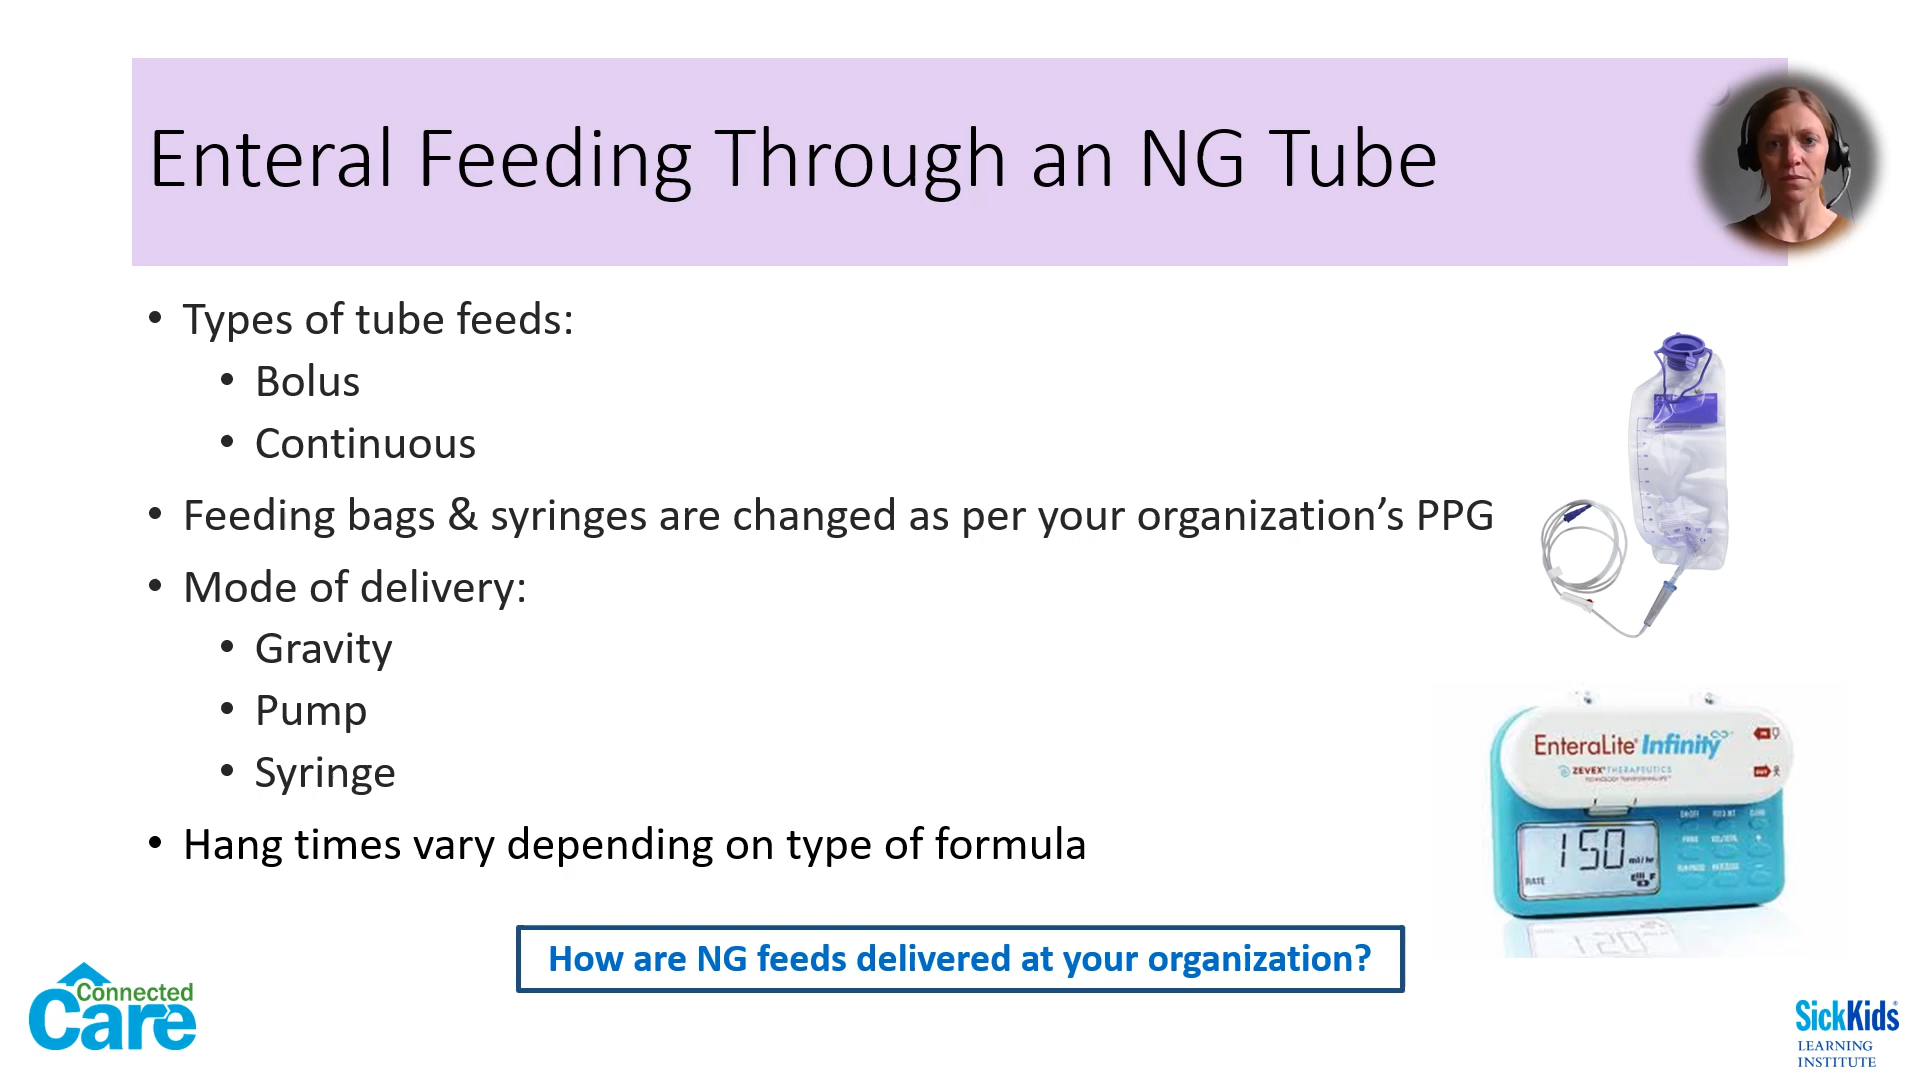 Enteral Feeding Through an NG Tube
• Types of tube feeds:
• Bolus
• Continuous
• Feeding bags & syringes are changed as per your organization’s PPG
• Mode of delivery:
• Gravity
• Pump
• Syringe
• Hang times vary depending on type of formula
EnteraLite® Infinity
ZEVEX® THERAPEUTICS
150 ml/hr
RATE
How are NG feeds delivered at your organization?
Connected
Care
SickKids®
LEARNING
INSTITUTE